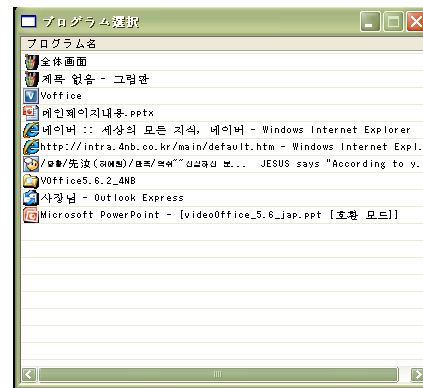 プログラム選択
プログラム名
全体画面
제목 없음 - 그림판
Voffice
메인페이지내용.pptx
네이버 :: 세상의 모든 지식, 네이버 - Windows Internet Explorer
http://intra.4nb.co.kr/main/default.htm - Windows Internet Expl.
JESUS says "According to y.
VOffice5.6.2_4NB
사장님 - Outlook Express
Microsoft PowerPoint - [videoOffice_5.6_jap.ppt [호환 모드]]